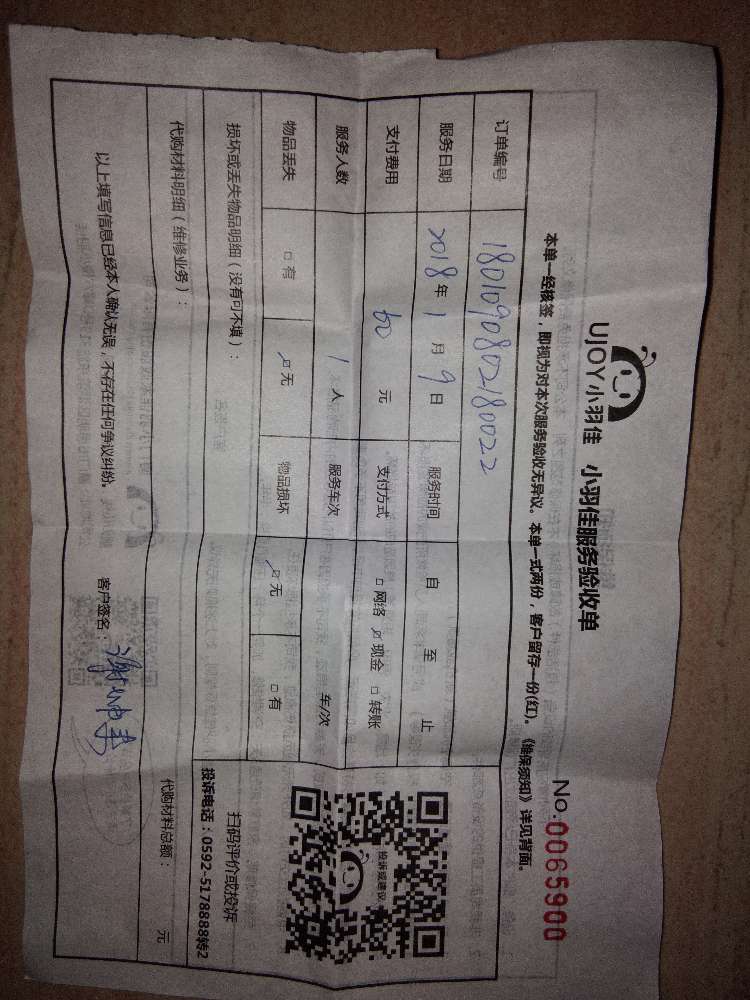 UJOY小羽佳 小羽佳服务验收单
No.0065900
本单一经核签，即视为对本次服务验收无异议。本单一式两份，客户留存一份(红)。《维保须知》详见背面。
订单编号 1801090802180022
服务日期 2018年1月9日 服务时间 自 至 止
支付费用 60元 支付方式 □网络 ☑现金 □转账
服务人数 1人 服务车次 车/次
物品丢失 □有 ☑无 物品损坏 ☑无 □有
投诉或建议
扫码评价或投诉
投诉电话：0592-5178888转2
损坏或丢失物品明细（没有可不填）：
代购材料明细（维修业务）： 代购材料总额： 元
以上填写信息已经本人确认无误，不存在任何争议纠纷。 客户签名：